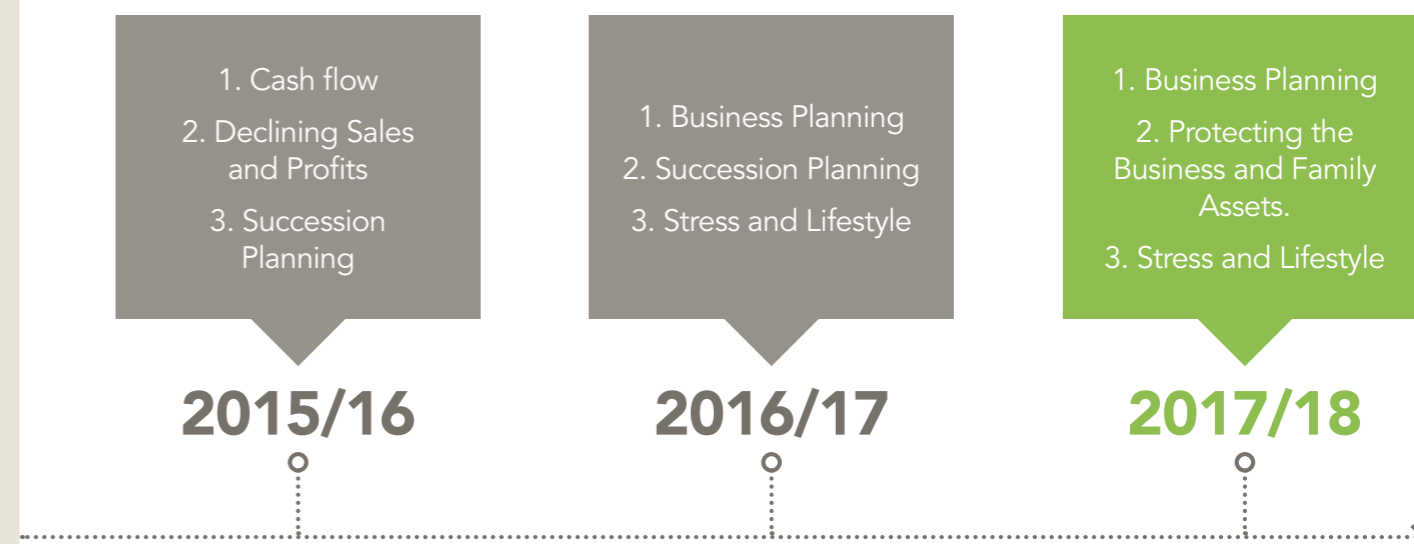 1. Cash flow
2. Declining Sales
and Profits
3. Succession
Planning
2015/16
1. Business Planning
2. Succession Planning
3. Stress and Lifestyle
2016/17
1. Business Planning
2. Protecting the
Business and Family
Assets.
3. Stress and Lifestyle
2017/18